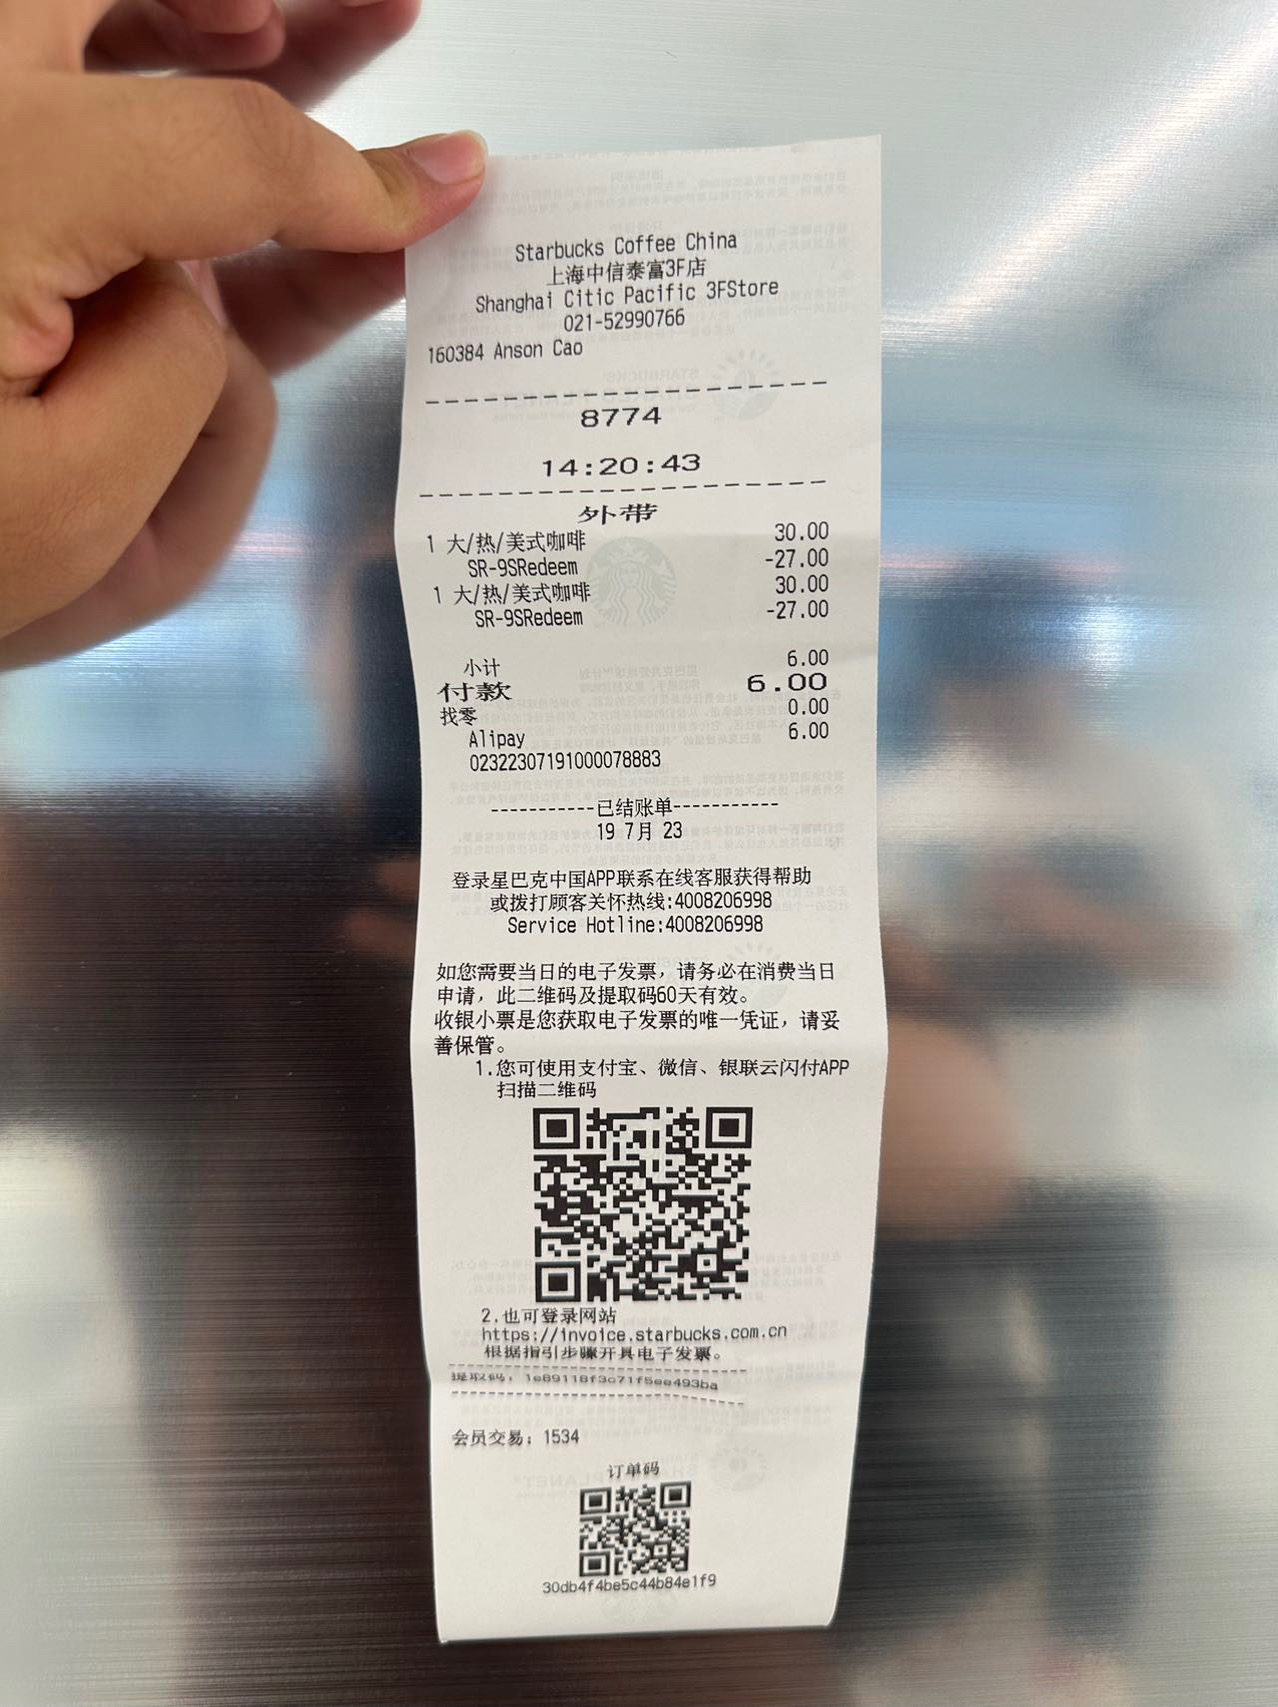 Starbucks Coffee China
上海中信泰富3F店
Shanghai Citic Pacific 3FStore
021-52990766
160384 Anson Cao
8774
14:20:43
外带
1 大/热/美式咖啡 30.00
SR-9SRedeem -27.00
1 大/热/美式咖啡 30.00
SR-9SRedeem -27.00
小计 6.00
付款 6.00
找零 0.00
Alipay 6.00
02322307191000078883
-----------已结账单-----------
19 7月 23
登录星巴克中国APP联系在线客服获得帮助
或拨打顾客关怀热线:4008206998
Service Hotline:4008206998
如您需要当日的电子发票，请务必在消费当日
申请，此二维码及提取码60天有效。
收银小票是您获取电子发票的唯一凭证，请妥
善保管。
1.您可使用支付宝、微信、银联云闪付APP
扫描二维码
2.也可登录网站
https://invoice.starbucks.com.cn
根据指引步骤开具电子发票。
提取码：1e89118f3c71f5ee493ba
会员交易：1534
订单码
30db4f4be5c44b84e1f9